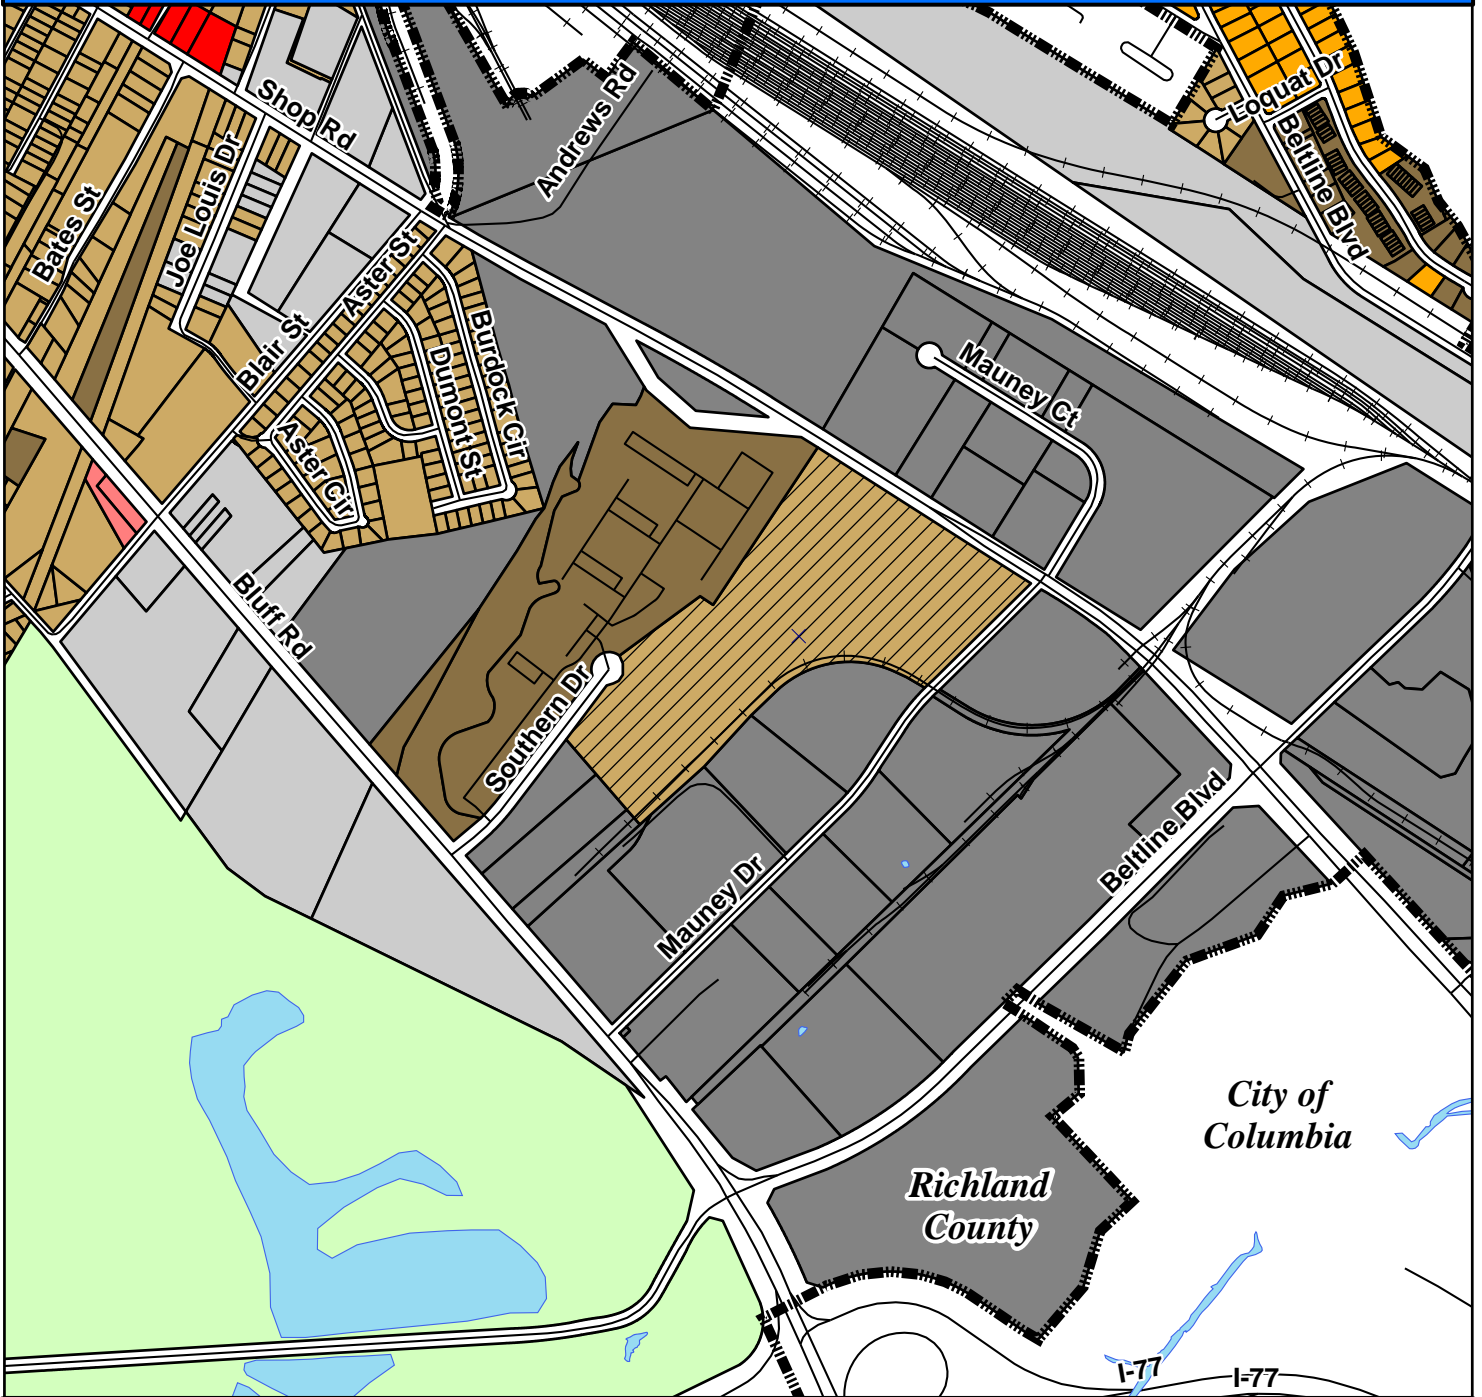 Loquat Dr
Shop Rd
Andrews Rd
Beltline Blvd
Joe Louis Dr
Bates St
Aster St
Blair St
Burdock Cir
Dumont St
Mauney Ct
Aster Cir
Bluff Rd
Southern Dr
Beltline Blvd
Mauney Dr
City of
Columbia
Richland
County
I-77
I-77